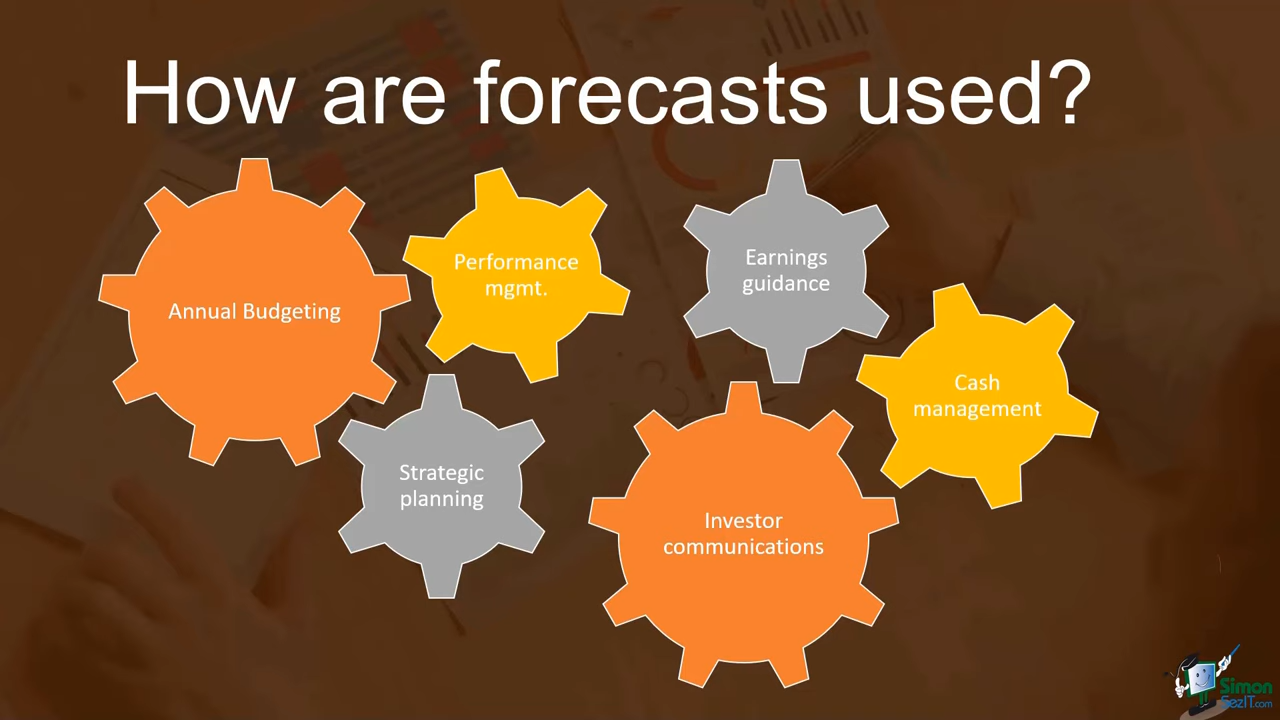 How are forecasts used?
Annual Budgeting
Performance
mgmt.
Strategic
planning
Earnings
guidance
Cash
management
Investor
communications
Simon
SezIT.com